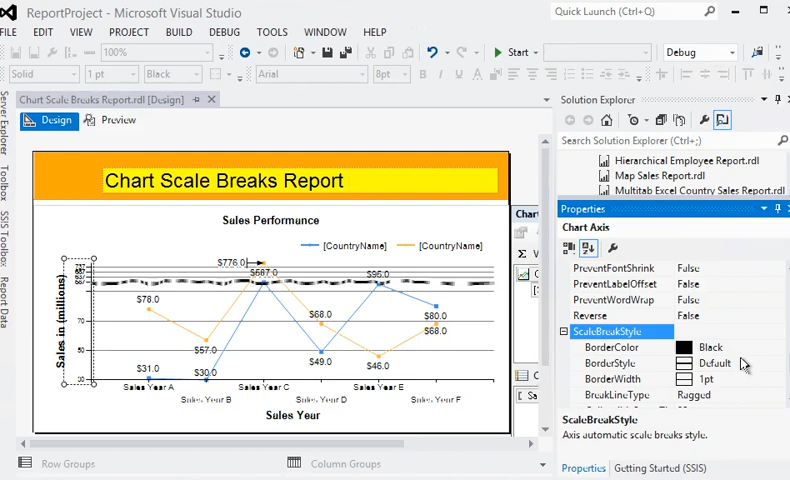 ReportProject - Microsoft Visual Studio
Quick Launch (Ctrl+Q)
FILE EDIT VIEW PROJECT BUILD DEBUG TOOLS WINDOW HELP
100% Start Debug
Solid 1 pt Black Arial 8pt B I U A
Chart Scale Breaks Report.rdl [Design]
Design Preview
Server Explorer
Toolbox
SSIS Toolbox
Report Data
Chart Scale Breaks Report
Sales Performance
[CountryName] [CountryName]
$776.0
$587.0
$95.0
$78.0
$57.0
$31.0
$30.0
$68.0
$49.0
$46.0
$80.0
$68.0
70
50
30
Sales in (millions)
Sales Year A Sales Year C Sales Year E
Sales Year B Sales Year D Sales Year F
Sales Year
Row Groups
Column Groups
Solution Explorer
Search Solution Explorer (Ctrl+;)
Hierarchical Employee Report.rdl
Map Sales Report.rdl
Multitab Excel Country Sales Report.rdl
Properties
Chart Axis
PreventFontShrink False
PreventLabelOffset False
PreventWordWrap False
Reverse False
ScaleBreakStyle
BorderColor Black
BorderStyle Default
BorderWidth 1pt
BreakLineType Ragged
ScaleBreakStyle
Axis automatic scale breaks style.
Properties Getting Started (SSIS)